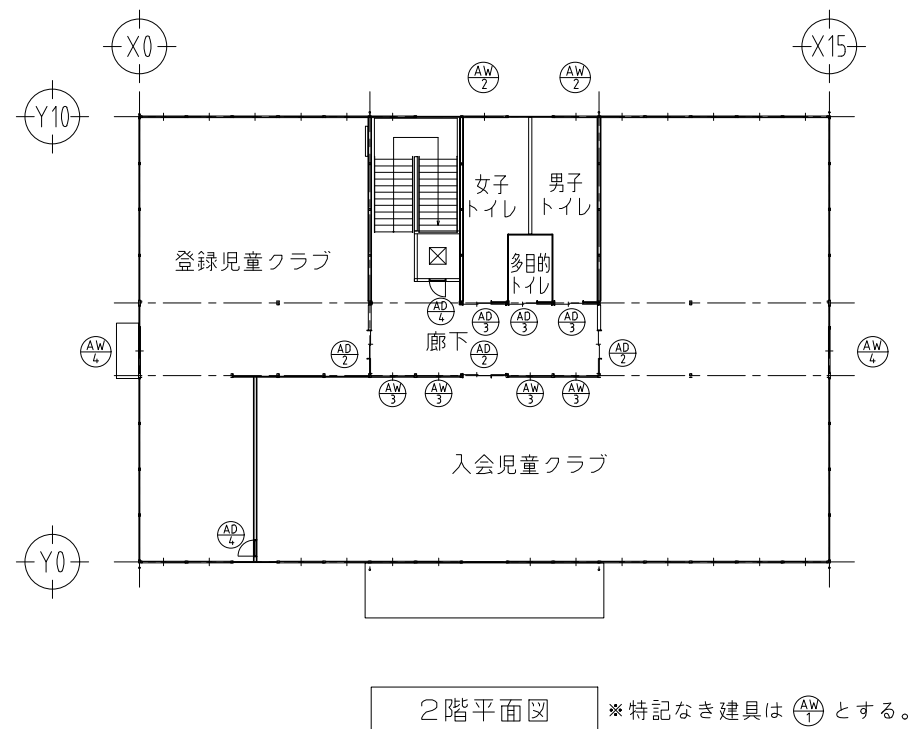 X0
X15
AW
2
AW
2
Y10
女子
トイレ
男子
トイレ
登録児童クラブ
多目的
トイレ
AD
4
AD
3
AD
3
AD
3
廊下
AW
4
AD
2
AD
2
AD
2
AW
4
AW
3
AW
3
AW
3
AW
3
入会児童クラブ
AD
4
Y0
2階平面図
※特記なき建具は AW
1 とする。